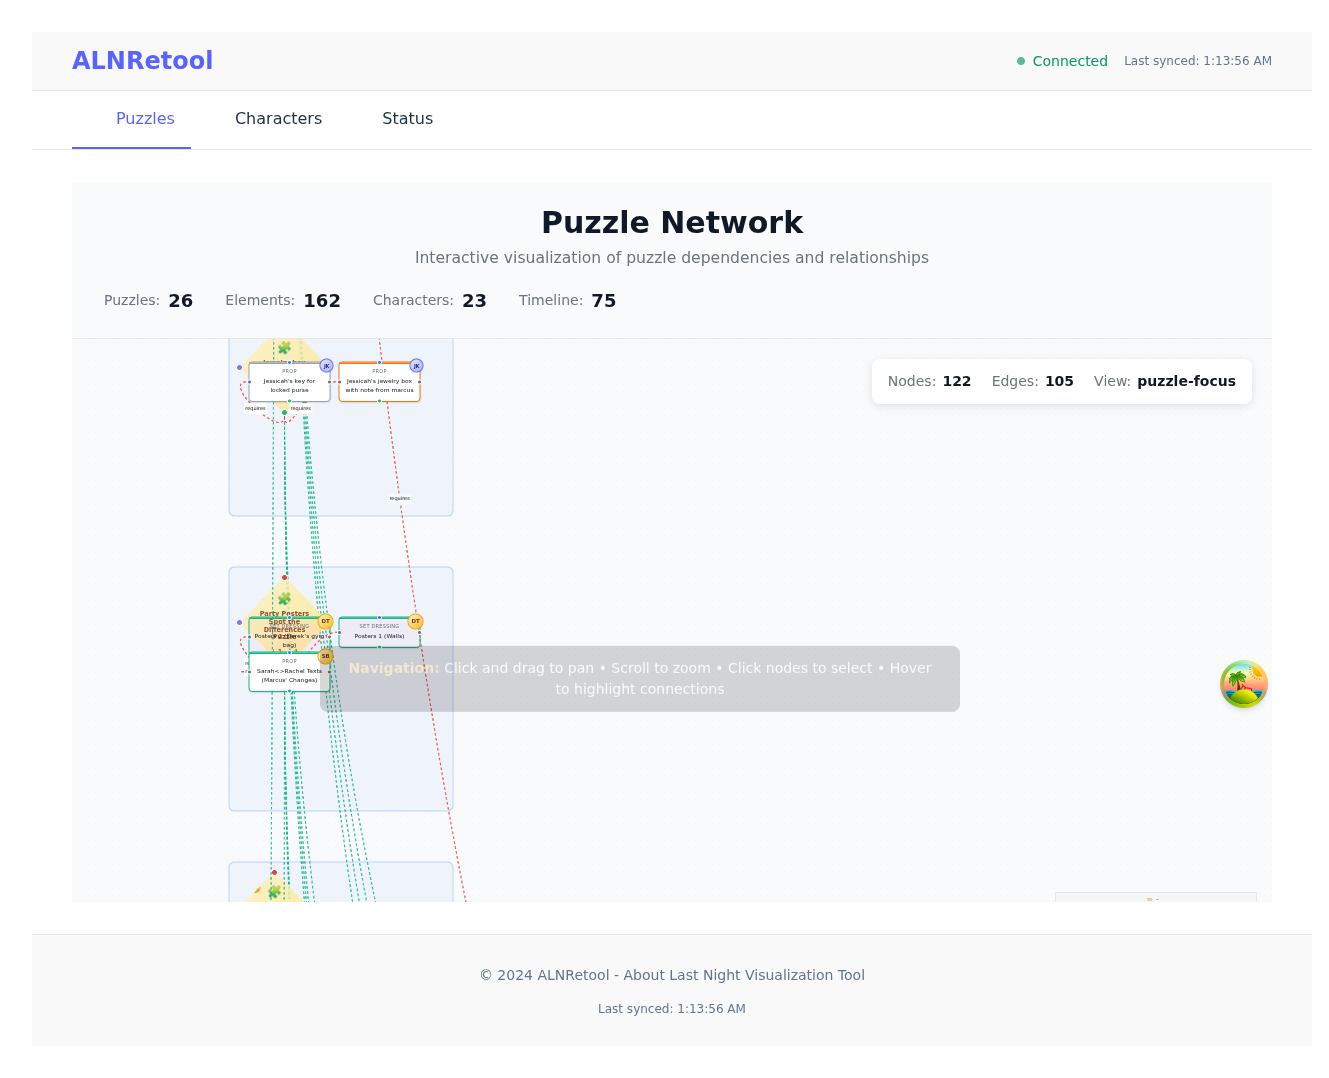 ALNRetool
Connected
Last synced: 1:13:56 AM
Puzzles
Characters
Status
Puzzle Network
Interactive visualization of puzzle dependencies and relationships
Puzzles: 26
Elements: 162
Characters: 23
Timeline: 75
Nodes: 122
Edges: 105
View: puzzle-focus
JK
PROP
Jessicah's key for
locked purse
JK
PROP
Jessicah's jewelry box
with note from marcus
requires
requires
requires
Party Posters
Spot the
Differences
Puzzle
DT
SET DRESSING
bag)
DT
SET DRESSING
Posters 1 (Walls)
SB
PROP
Sarah<>Rachel Texts
(Marcus' Changes)
Navigation: Click and drag to pan • Scroll to zoom • Click nodes to select • Hover
to highlight connections
© 2024 ALNRetool - About Last Night Visualization Tool
Last synced: 1:13:56 AM